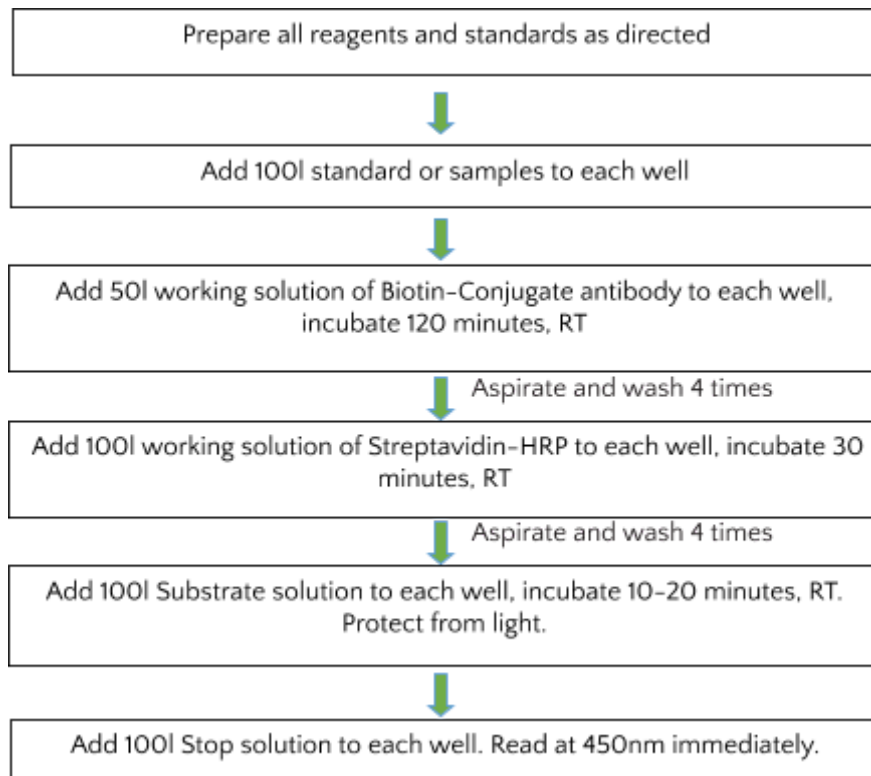 Prepare all reagents and standards as directed
Add 100l standard or samples to each well
Add 50l working solution of Biotin-Conjugate antibody to each well,
incubate 120 minutes, RT
Aspirate and wash 4 times
Add 100l working solution of Streptavidin-HRP to each well, incubate 30
minutes, RT
Aspirate and wash 4 times
Add 100l Substrate solution to each well, incubate 10-20 minutes, RT.
Protect from light.
Add 100l Stop solution to each well. Read at 450nm immediately.